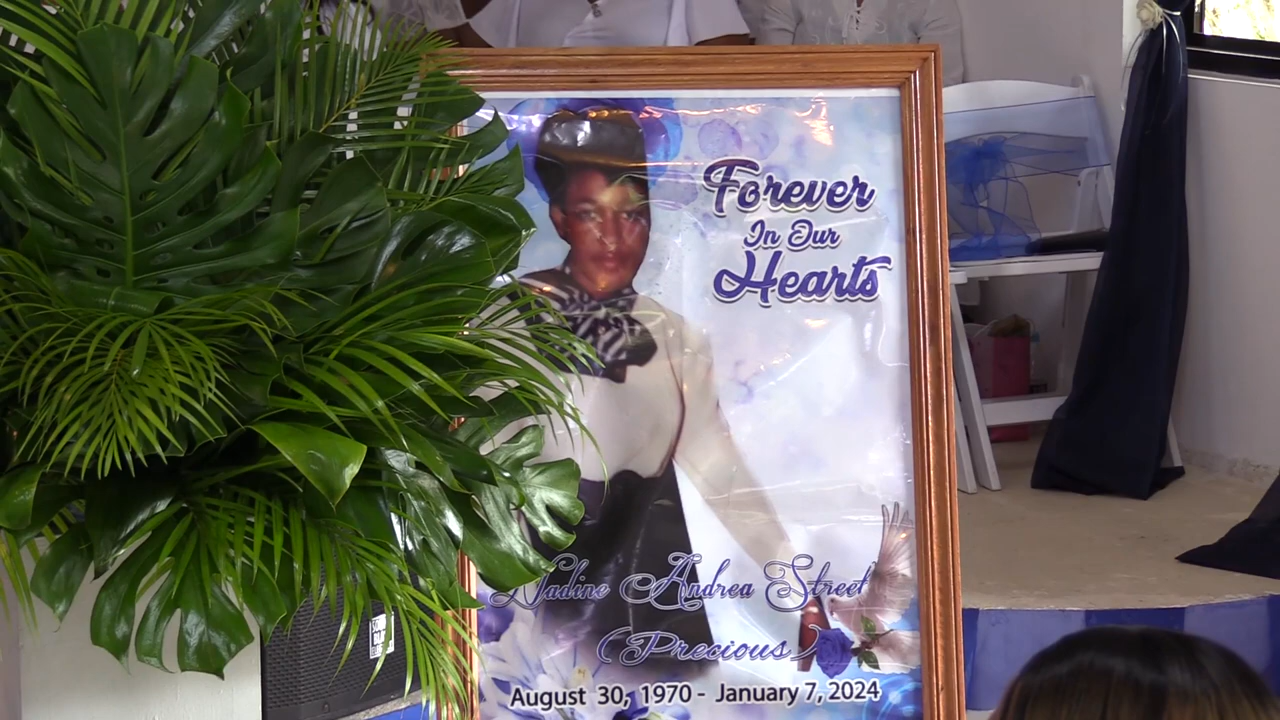 Forever
In Our
Hearts
Nadine Andrea Street
(Precious)
August 30, 1970 - January 7, 2024